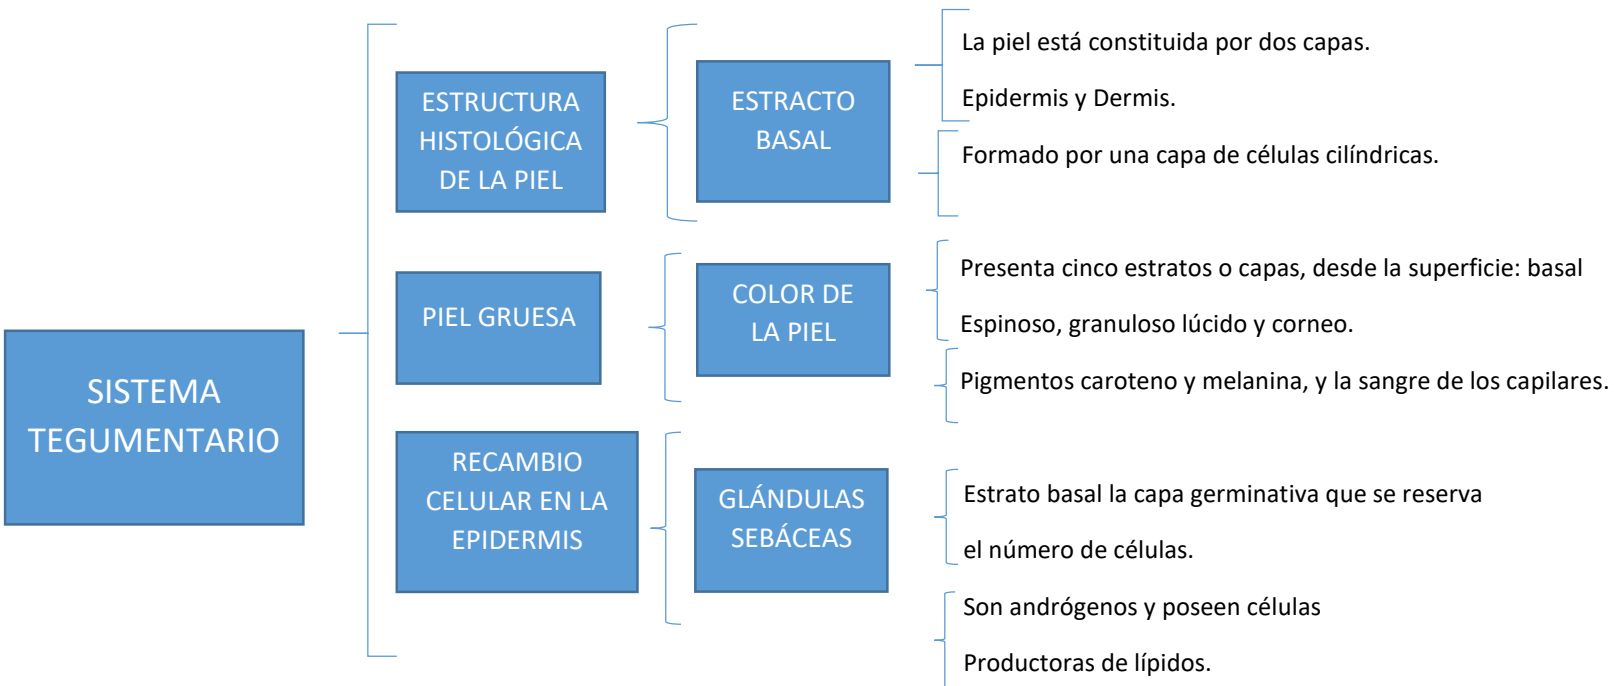 SISTEMA
TEGUMENTARIO
ESTRUCTURA
HISTOLÓGICA
DE LA PIEL
ESTRACTO
BASAL
La piel está constituida por dos capas.
Epidermis y Dermis.
Formado por una capa de células cilíndricas.
PIEL GRUESA
COLOR DE
LA PIEL
Presenta cinco estratos o capas, desde la superficie: basal
Espinoso, granuloso lúcido y corneo.
Pigmentos caroteno y melanina, y la sangre de los capilares.
RECAMBIO
CELULAR EN LA
EPIDERMIS
GLÁNDULAS
SEBÁCEAS
Estrato basal la capa germinativa que se reserva
el número de células.
Son andrógenos y poseen células
Productoras de lípidos.